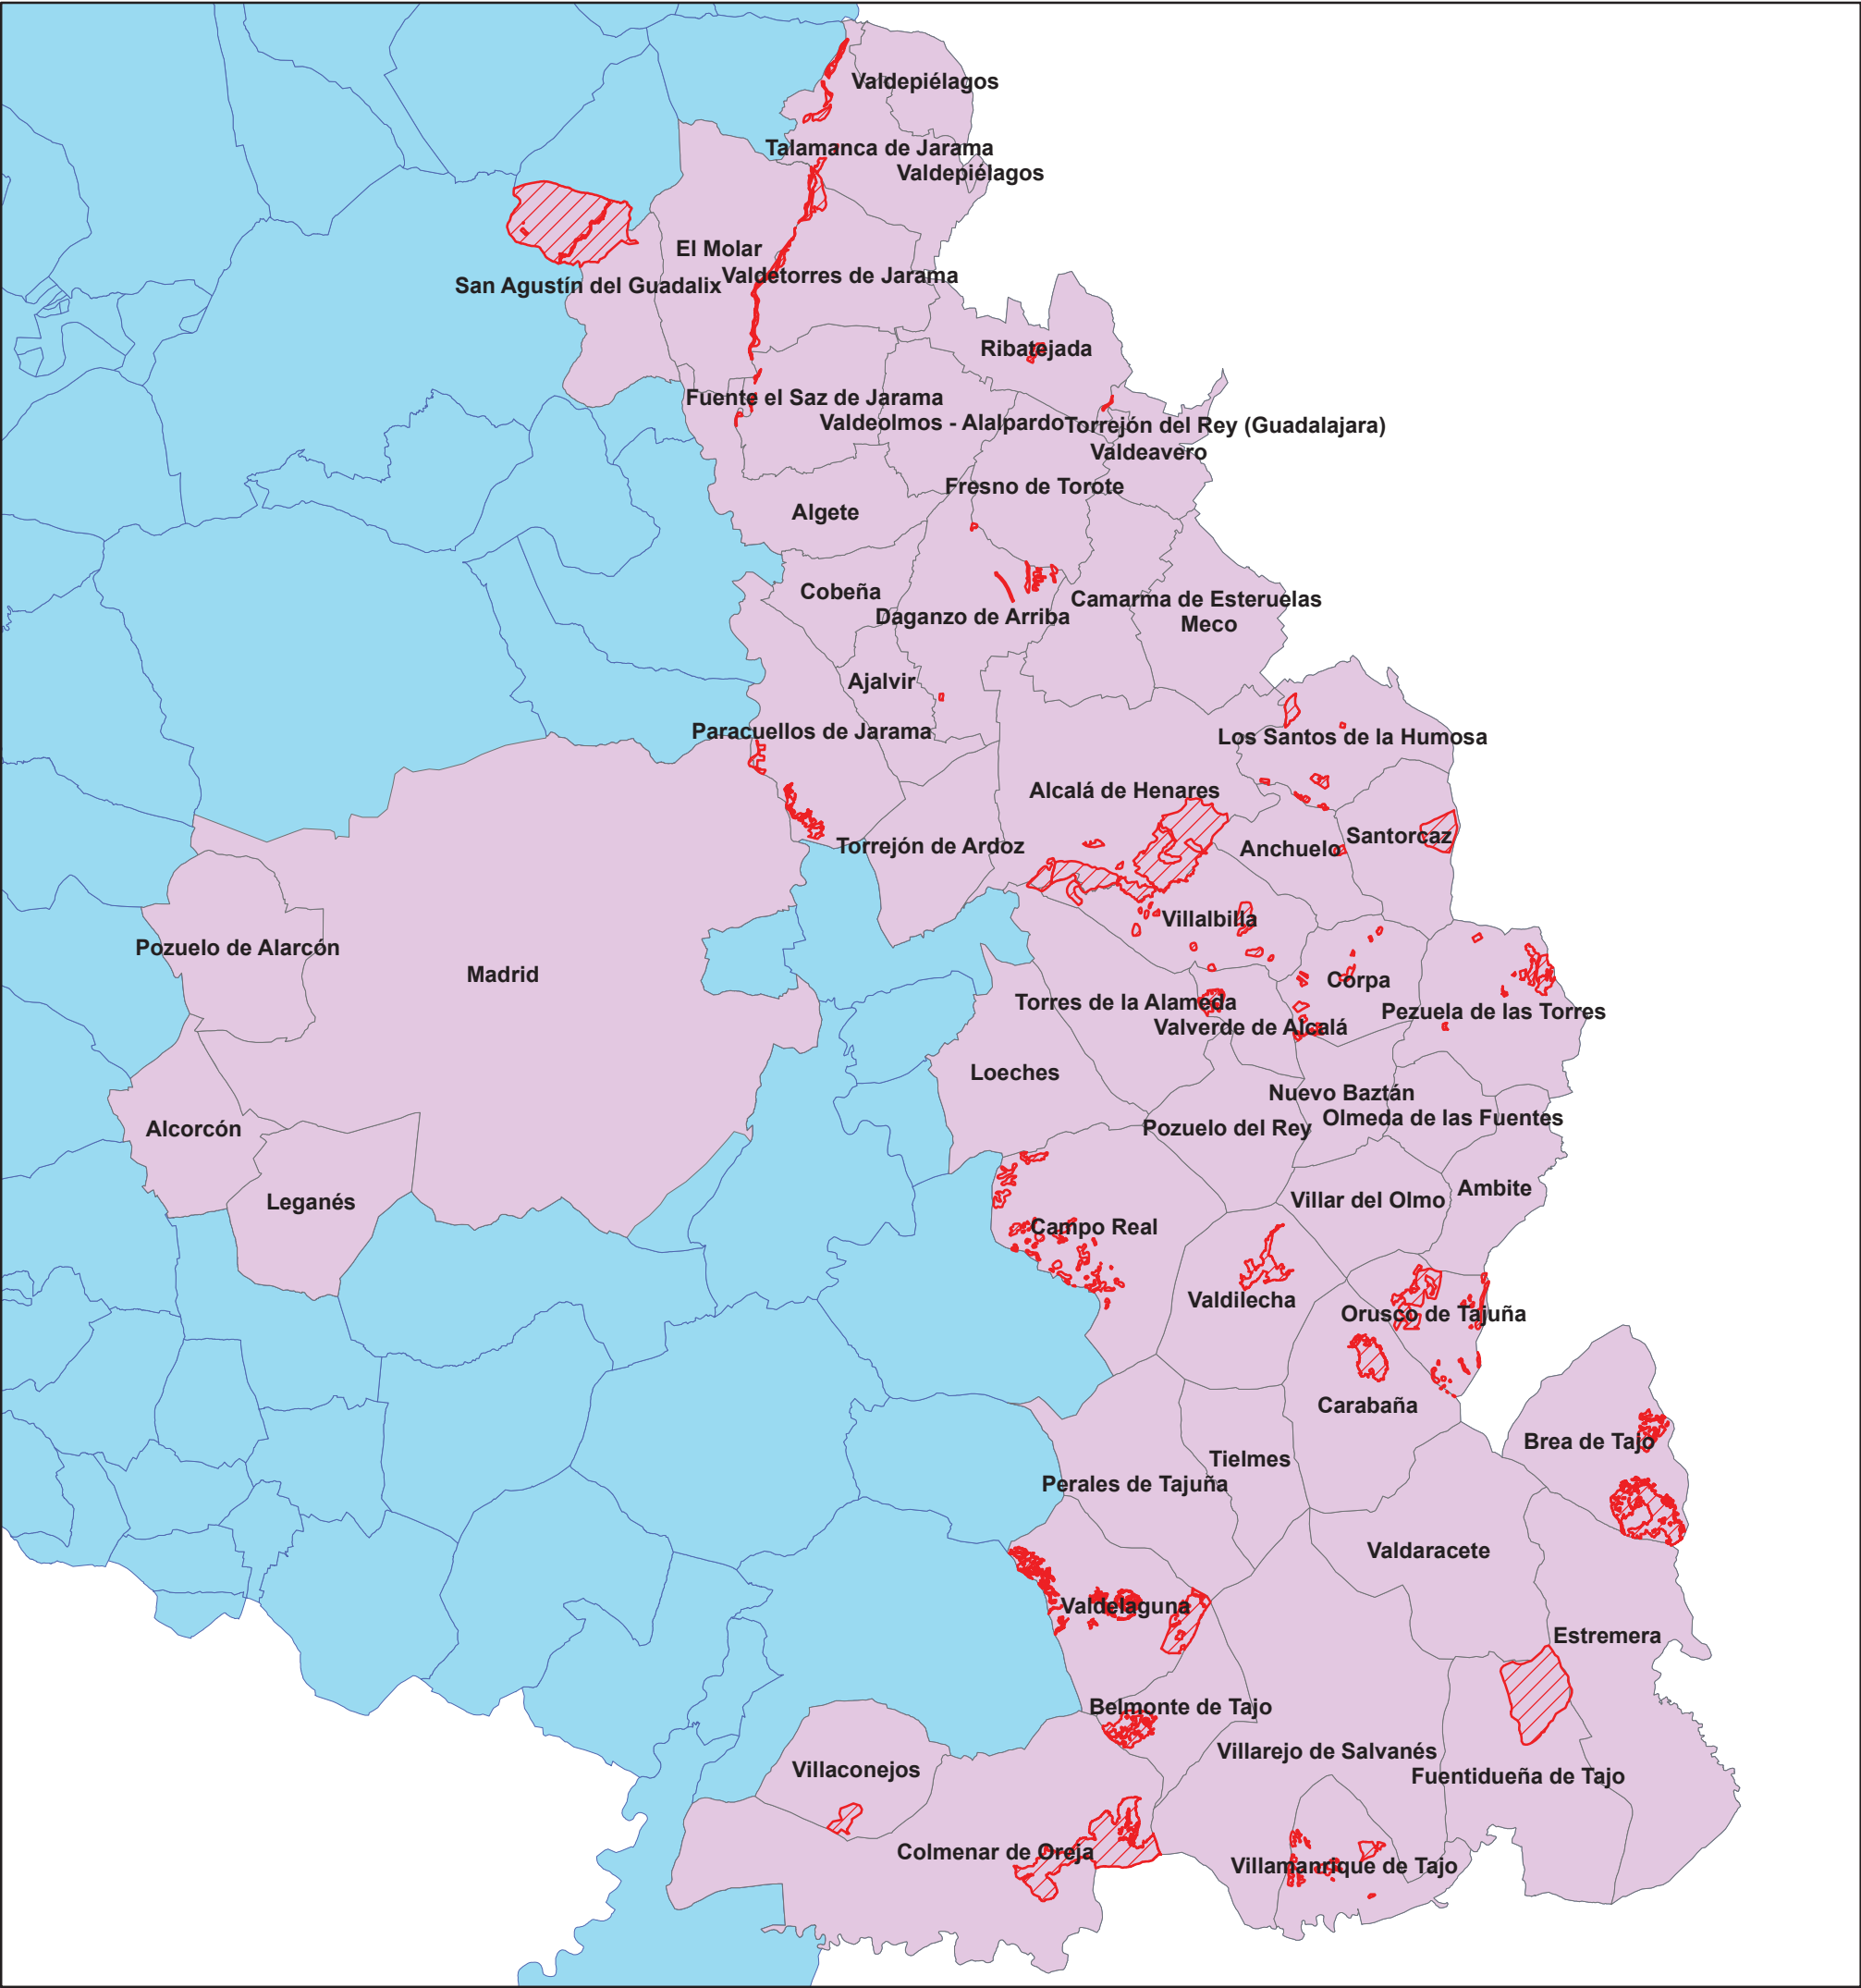 Valdepiélagos
Talamanca de Jarama
Valdepiélagos
El Molar
Valdetorres de Jarama
San Agustín del Guadalix
Ribatejada
Fuente el Saz de Jarama
Valdeolmos - Alalpardo
Torrejón del Rey (Guadalajara)
Valdeavero
Fresno de Torote
Algete
Cobeña
Camarma de Esteruelas
Daganzo de Arriba
Meco
Ajalvir
Paracuellos de Jarama
Los Santos de la Humosa
Alcalá de Henares
Santorcaz
Torrejón de Ardoz
Anchuelo
Villalbilla
Pozuelo de Alarcón
Madrid
Corpa
Torres de la Alameda
Pezuela de las Torres
Valverde de Alcalá
Loeches
Nuevo Baztán
Olmeda de las Fuentes
Alcorcón
Pozuelo del Rey
Ambite
Leganés
Villar del Olmo
Campo Real
Valdilecha
Orusco de Tajuña
Carabaña
Brea de Tajo
Tielmes
Perales de Tajuña
Valdaracete
Valdelaguna
Estremera
Belmonte de Tajo
Villarejo de Salvanés
Villaconejos
Fuentidueña de Tajo
Colmenar de Oreja
Villamanrique de Tajo